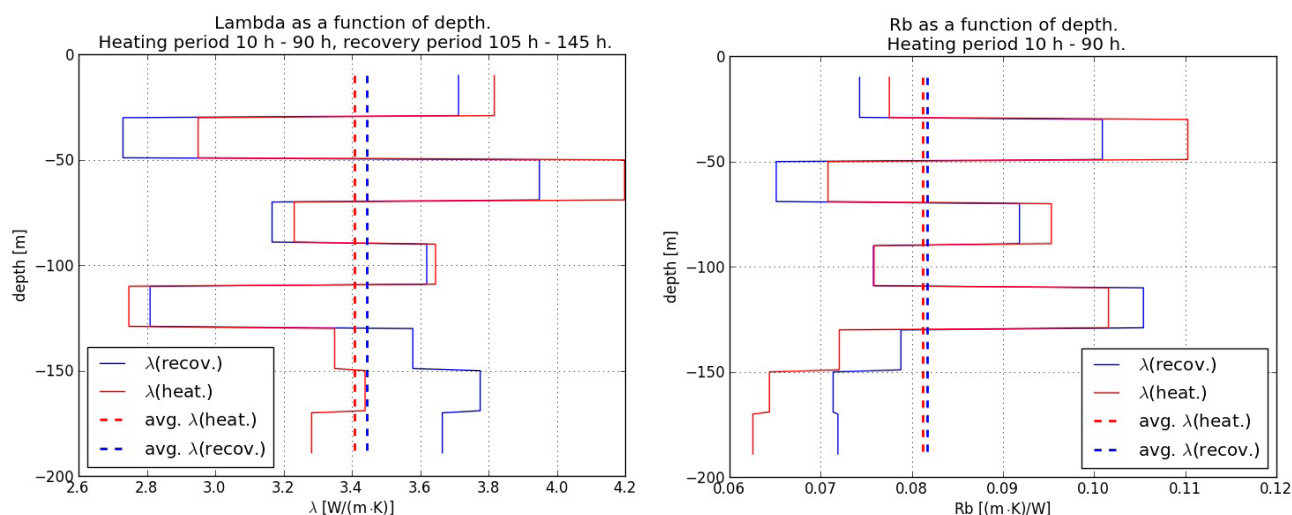 Lambda as a function of depth.
Heating period 10 h - 90 h, recovery period 105 h - 145 h.
0
−50
−100
−150
−200
depth [m]
λ(recov.)
λ(heat.)
avg. λ(heat.)
avg. λ(recov.)
2.6
2.8
3.0
3.2
3.4
3.6
3.8
4.0
4.2
λ [W/(m·K)]
Rb as a function of depth.
Heating period 10 h - 90 h.
0
−50
−100
−150
−200
depth [m]
λ(recov.)
λ(heat.)
avg. λ(heat.)
avg. λ(recov.)
0.06
0.07
0.08
0.09
0.10
0.11
0.12
Rb [(m·K)/W]